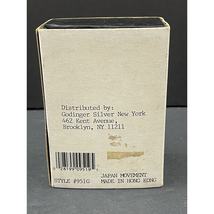 Distributed by:
Godinger Silver New York
462 Kent Avenue
Brooklyn, NY 11211
STYLE #951G
JAPAN MOVEMENT
MADE IN HONG KONG